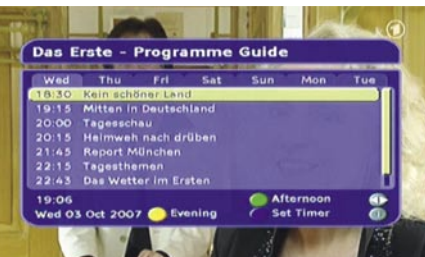 Das Erste - Programme Guide
Wed Thu Fri Sat Sun Mon Tue
18:30 Kein schöner Land
19:15 Mitten in Deutschland
20:00 Tagesschau
20:15 Heimweh nach drüben
21:45 Report München
22:15 Tagesthemen
22:43 Das Wetter im Ersten
19:06 Afternoon
Wed 03 Oct 2007 Evening Set Timer